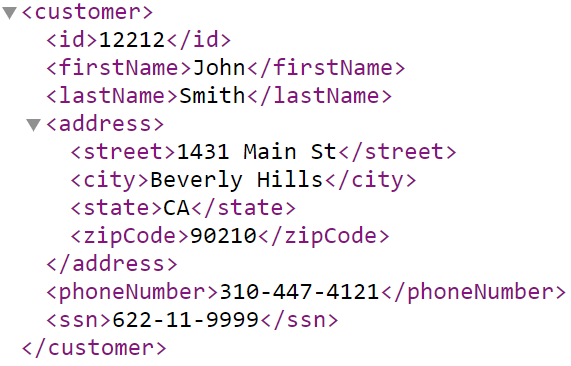 <customer>
<id>12212</id>
<firstName>John</firstName>
<lastName>Smith</lastName>
<address>
<street>1431 Main St</street>
<city>Beverly Hills</city>
<state>CA</state>
<zipCode>90210</zipCode>
</address>
<phoneNumber>310-447-4121</phoneNumber>
<ssn>622-11-9999</ssn>
</customer>